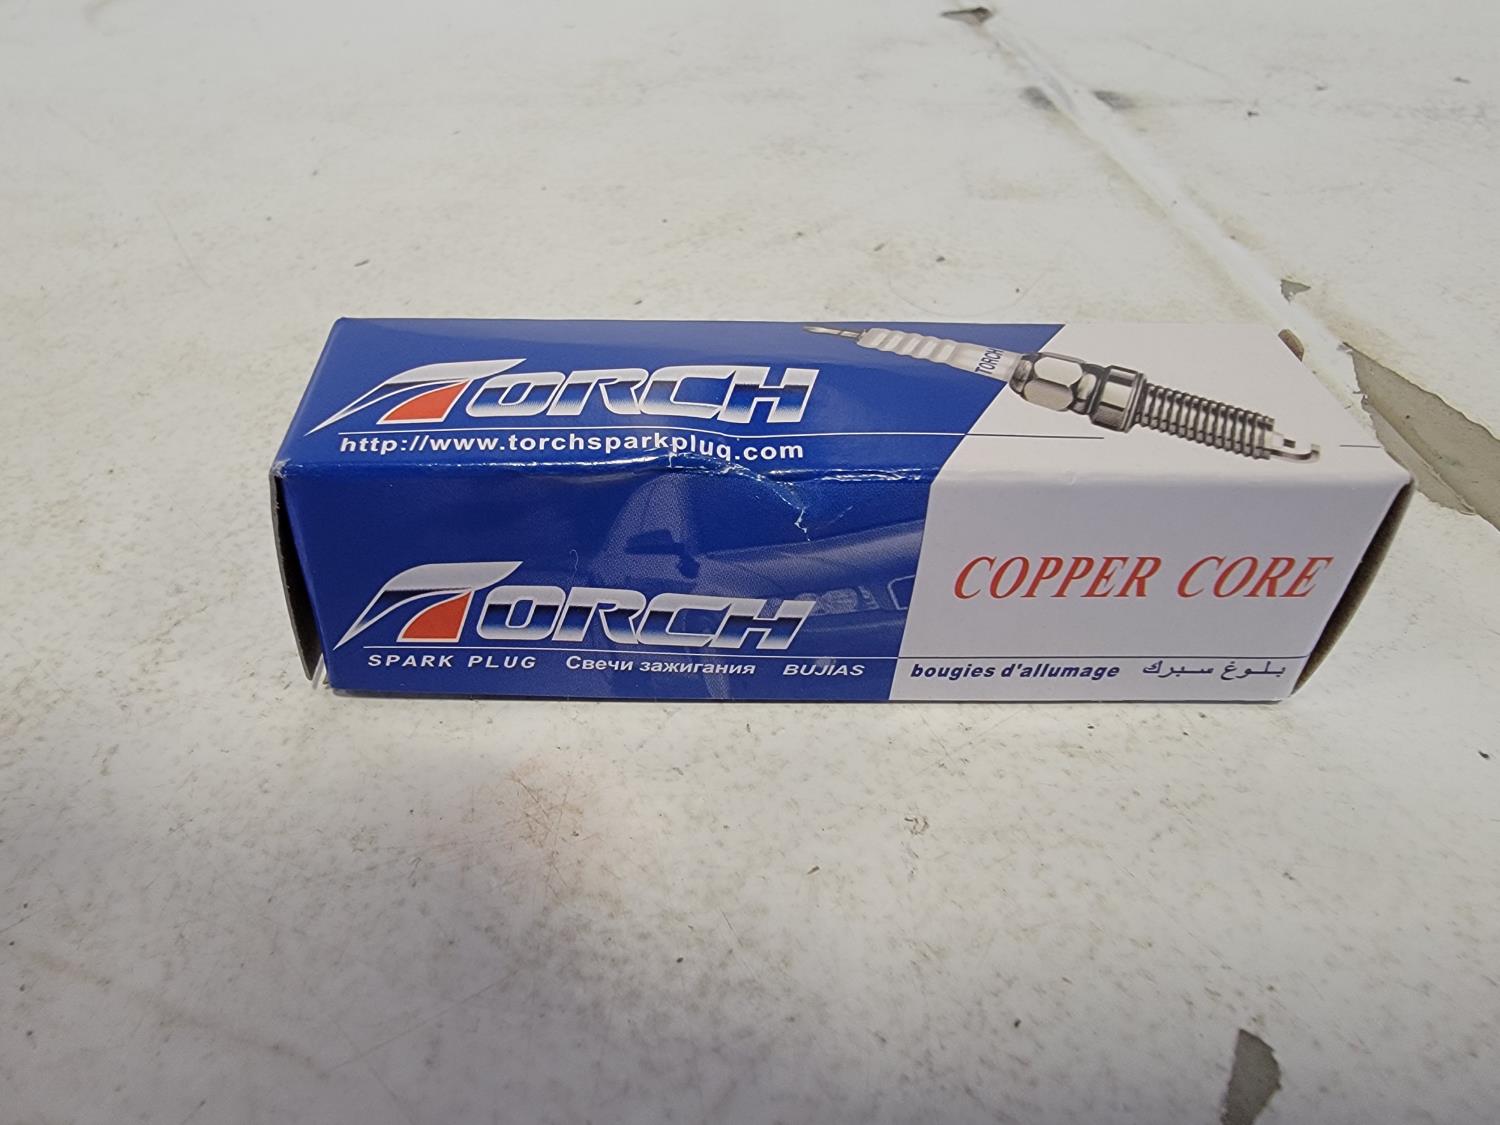 TORCH
TORCH
http://www.torchsparkplug.com
COPPER CORE
TORCH
SPARK PLUG Свечи зажигания BUJIAS bougies d'allumage بلوغ سبرك